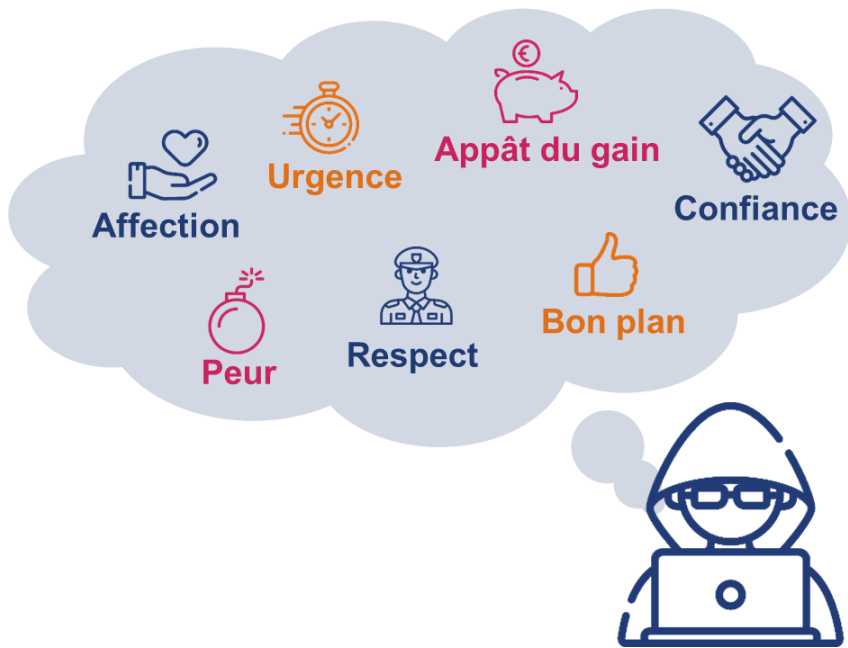 Affection
Urgence
Appât du gain
Confiance
Peur
Respect
Bon plan